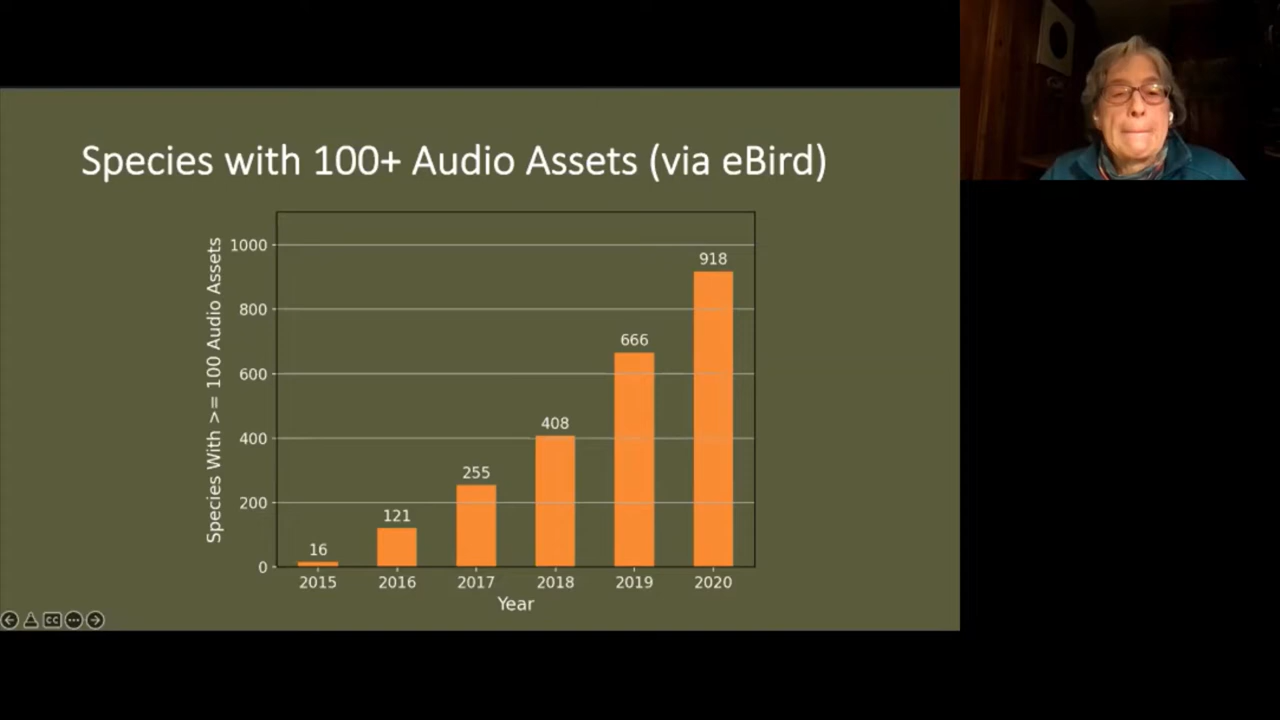 Species with 100+ Audio Assets (via eBird)
Species With >= 100 Audio Assets
1000
800
600
400
200
0
16
121
255
408
666
918
2015 2016 2017 2018 2019 2020
Year
CC